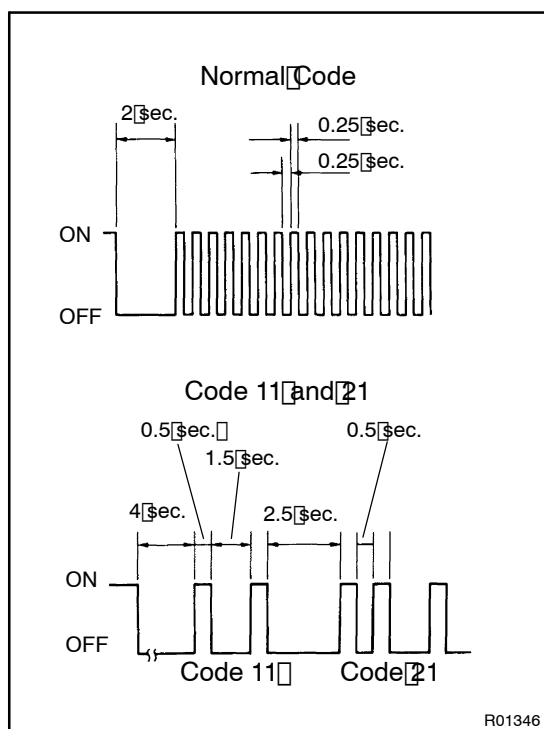 Normal Code
2 sec.
0.25 sec.
0.25 sec.
ON
OFF
Code 11 and 21
0.5 sec.
0.5 sec.
1.5 sec.
4 sec.
2.5 sec.
ON
OFF
Code 11
Code 21
R01346